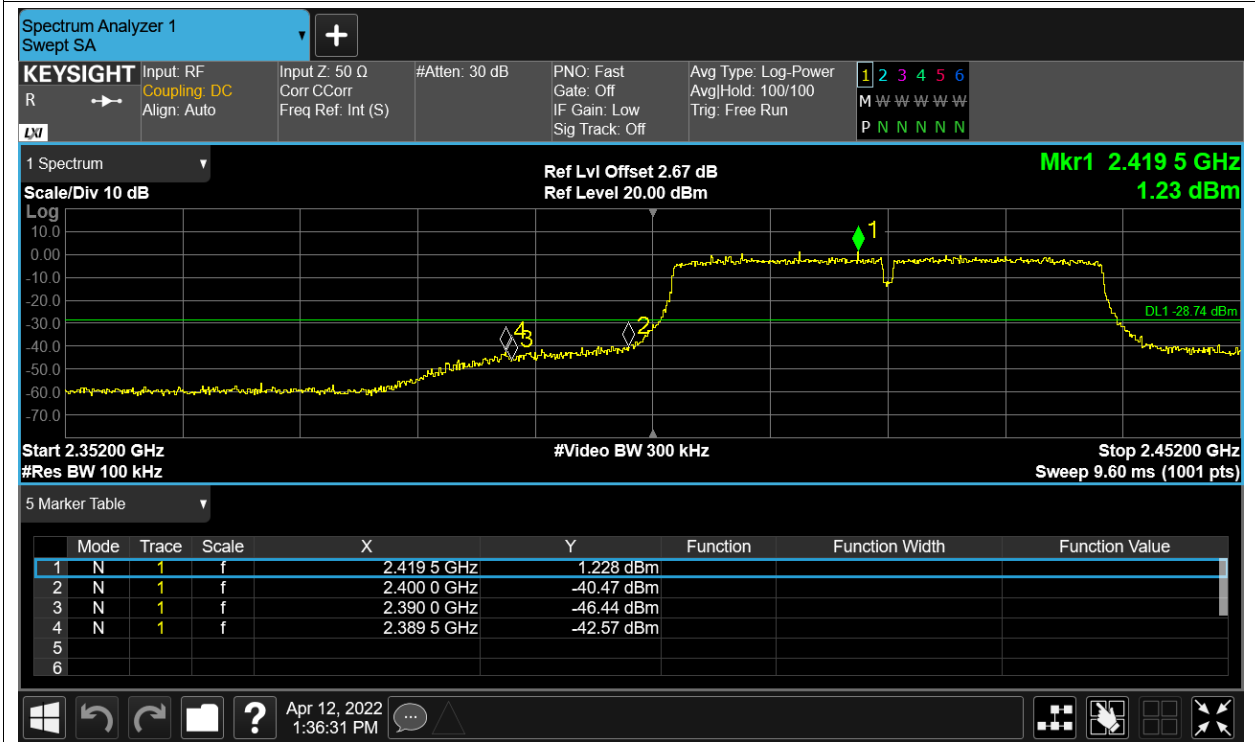 Spectrum Analyzer 1
Swept SA
+
KEYSIGHT Input: RF Input Z: 50 Ω #Atten: 30 dB PNO: Fast Avg Type: Log-Power 1 2 3 4 5 6
R Coupling: DC Corr CCorr Gate: Off Avg|Hold: 100/100 M W W W W W
Align: Auto Freq Ref: Int (S) IF Gain: Low Trig: Free Run
LXI Sig Track: Off P N N N N N
1 Spectrum Ref Lvl Offset 2.67 dB Mkr1 2.419 5 GHz
Scale/Div 10 dB Ref Level 20.00 dBm 1.23 dBm
Log
10.0
0.00
-10.0
-20.0
-30.0
-40.0
-50.0
-60.0
-70.0
1
2
3
4
DL1 -28.74 dBm
Start 2.35200 GHz #Video BW 300 kHz Stop 2.45200 GHz
#Res BW 100 kHz Sweep 9.60 ms (1001 pts)
5 Marker Table
Mode Trace Scale X Y Function Function Width Function Value
1 N 1 f 2.419 5 GHz 1.228 dBm
2 N 1 f 2.400 0 GHz -40.47 dBm
3 N 1 f 2.390 0 GHz -46.44 dBm
4 N 1 f 2.389 5 GHz -42.57 dBm
5
6
? Apr 12, 2022
1:36:31 PM